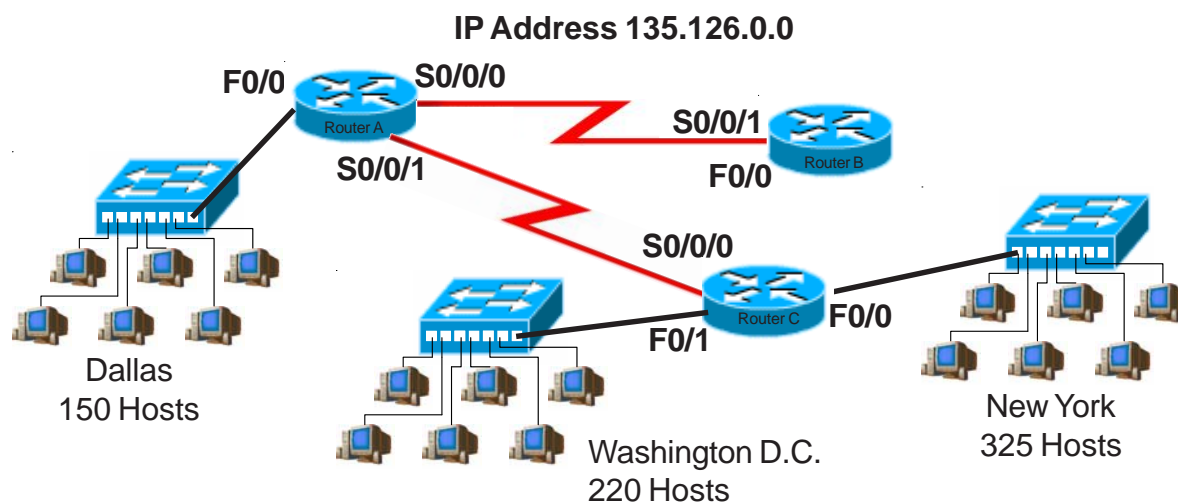 IP Address 135.126.0.0
F0/0
S0/0/0
Router A
S0/0/1
S0/0/1
Router B
F0/0
S0/0/0
Router C
F0/1
F0/0
Dallas
150 Hosts
Washington D.C.
220 Hosts
New York
325 Hosts